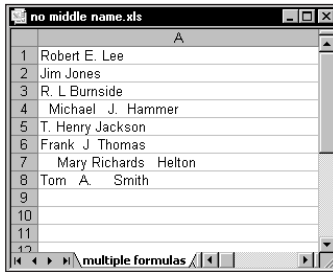 no middle name.xls
A
1 Robert E. Lee
2 Jim Jones
3 R. L Burnside
4 Michael J. Hammer
5 T. Henry Jackson
6 Frank J Thomas
7 Mary Richards Helton
8 Tom A. Smith
9
10
11
12
multiple formulas